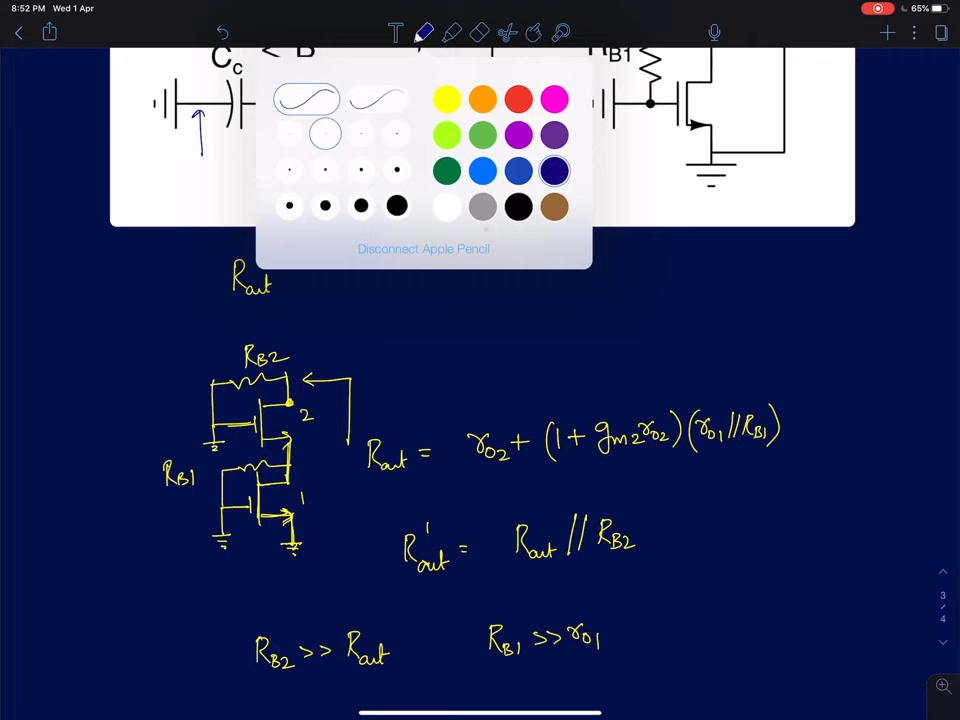 8:52 PM Wed 1 Apr
65%
T
Cc < B
RB1
Disconnect Apple Pencil
Rout
RB2
2
Rout = ro2 + (1 + gm2ro2)(ro1 // RB1)
RB1
1
R'out = Rout // RB2
RB2 >> Rout RB1 >> ro1
3
/
4